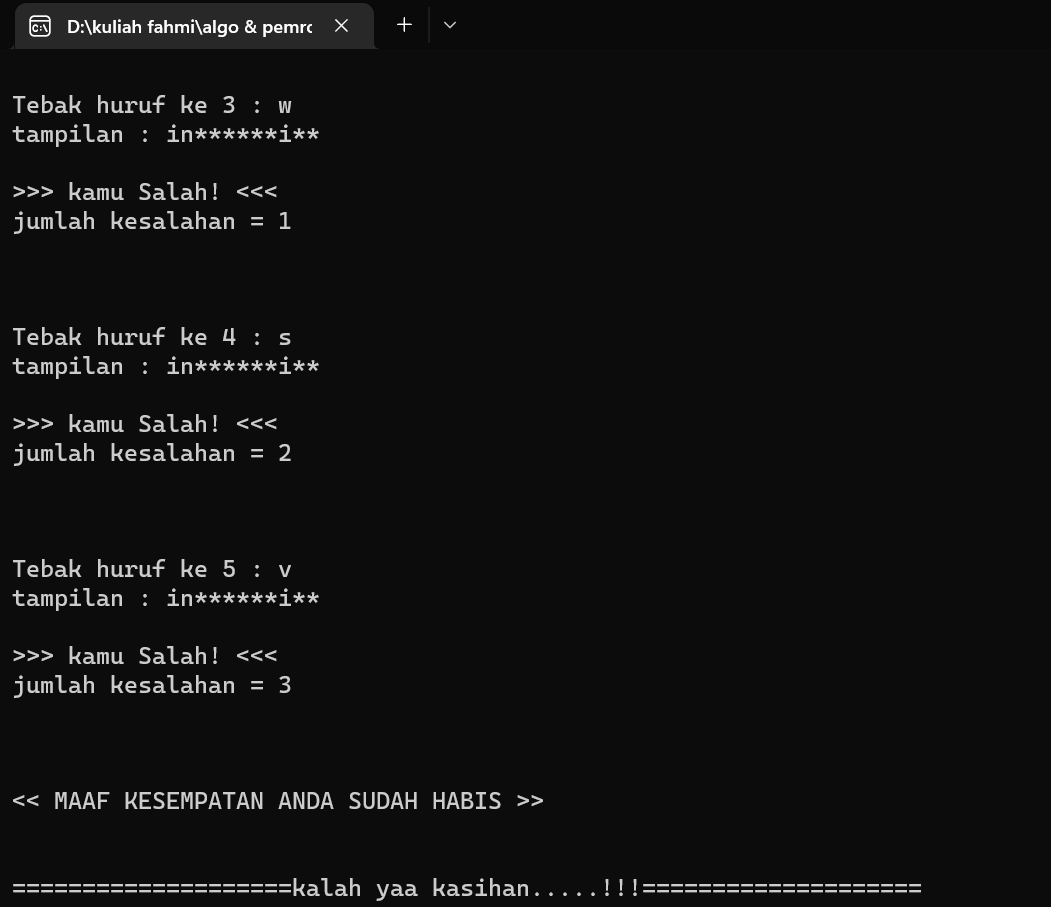 D:\kuliah fahmi\algo & pemrc
Tebak huruf ke 3 : w
tampilan : in******i**
>>> kamu Salah! <<<
jumlah kesalahan = 1
Tebak huruf ke 4 : s
tampilan : in******i**
>>> kamu Salah! <<<
jumlah kesalahan = 2
Tebak huruf ke 5 : v
tampilan : in******i**
>>> kamu Salah! <<<
jumlah kesalahan = 3
<< MAAF KESEMPATAN ANDA SUDAH HABIS >>
====================kalah yaa kasihan.....!!!====================